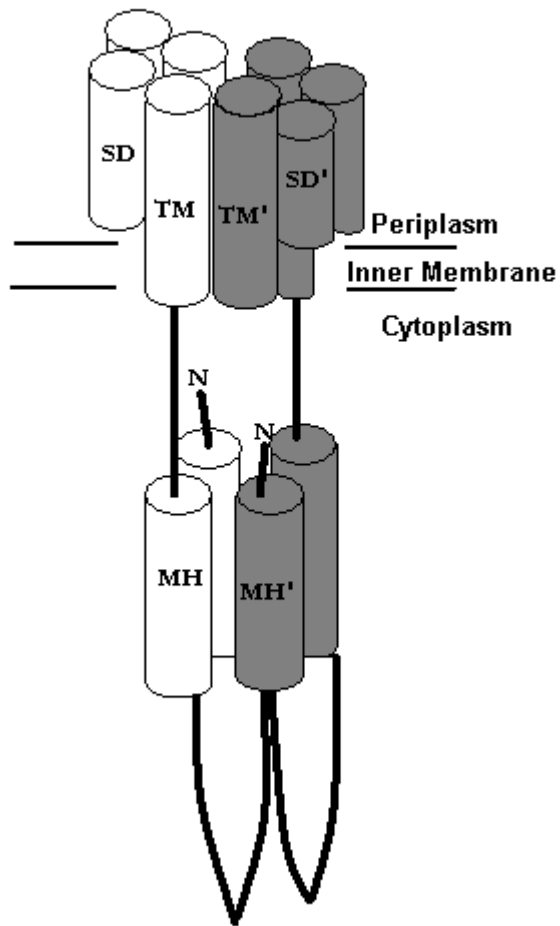 SD
TM
TM'
SD'
Periplasm
Inner Membrane
Cytoplasm
N
N
MH
MH'